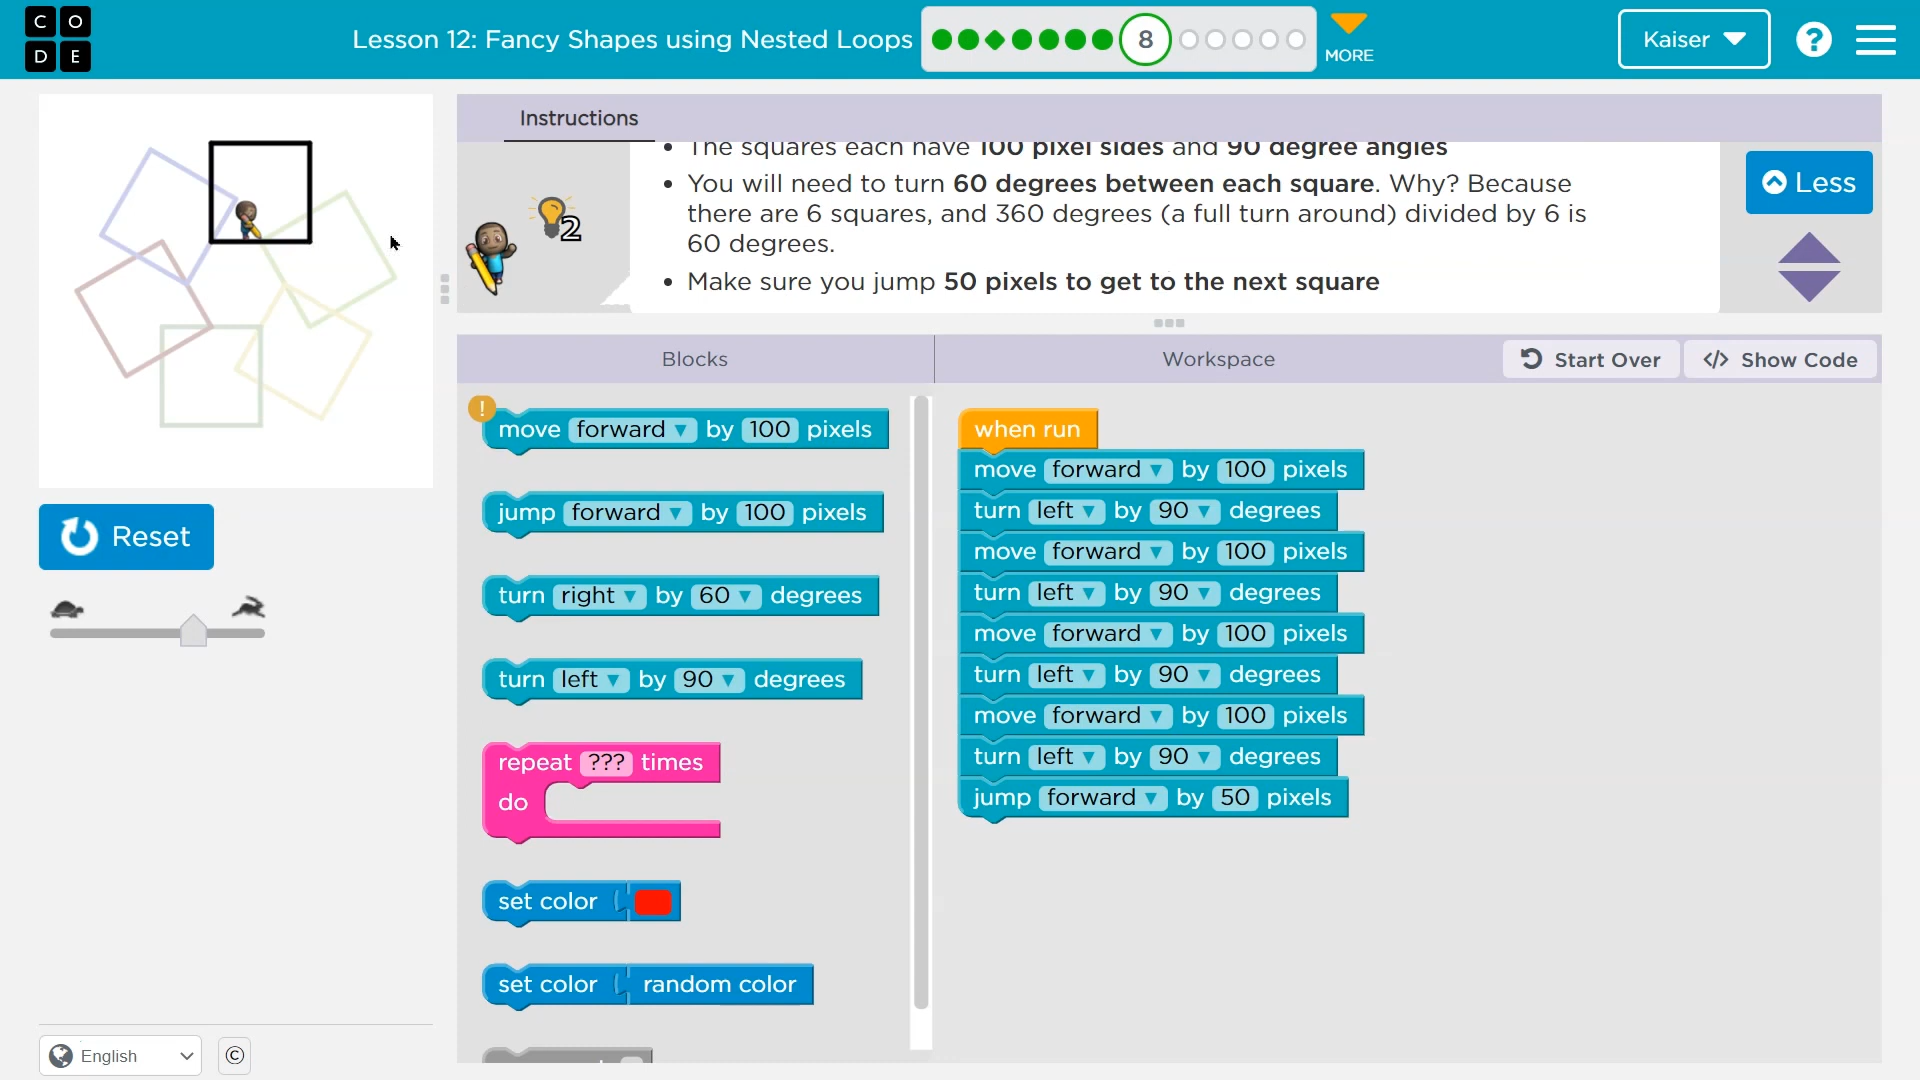 C O
D E
Lesson 12: Fancy Shapes using Nested Loops
8
MORE
Kaiser
?
Instructions
2
The squares each have 100 pixel sides and 90 degree angles
You will need to turn 60 degrees between each square. Why? Because
there are 6 squares, and 360 degrees (a full turn around) divided by 6 is
60 degrees.
Make sure you jump 50 pixels to get to the next square
Less
Blocks
Workspace
Start Over
</> Show Code
!
move forward by 100 pixels
jump forward by 100 pixels
turn right by 60 degrees
turn left by 90 degrees
repeat ??? times
do
set color
set color random color
when run
move forward by 100 pixels
turn left by 90 degrees
move forward by 100 pixels
turn left by 90 degrees
move forward by 100 pixels
turn left by 90 degrees
move forward by 100 pixels
turn left by 90 degrees
jump forward by 50 pixels
Reset
English
©